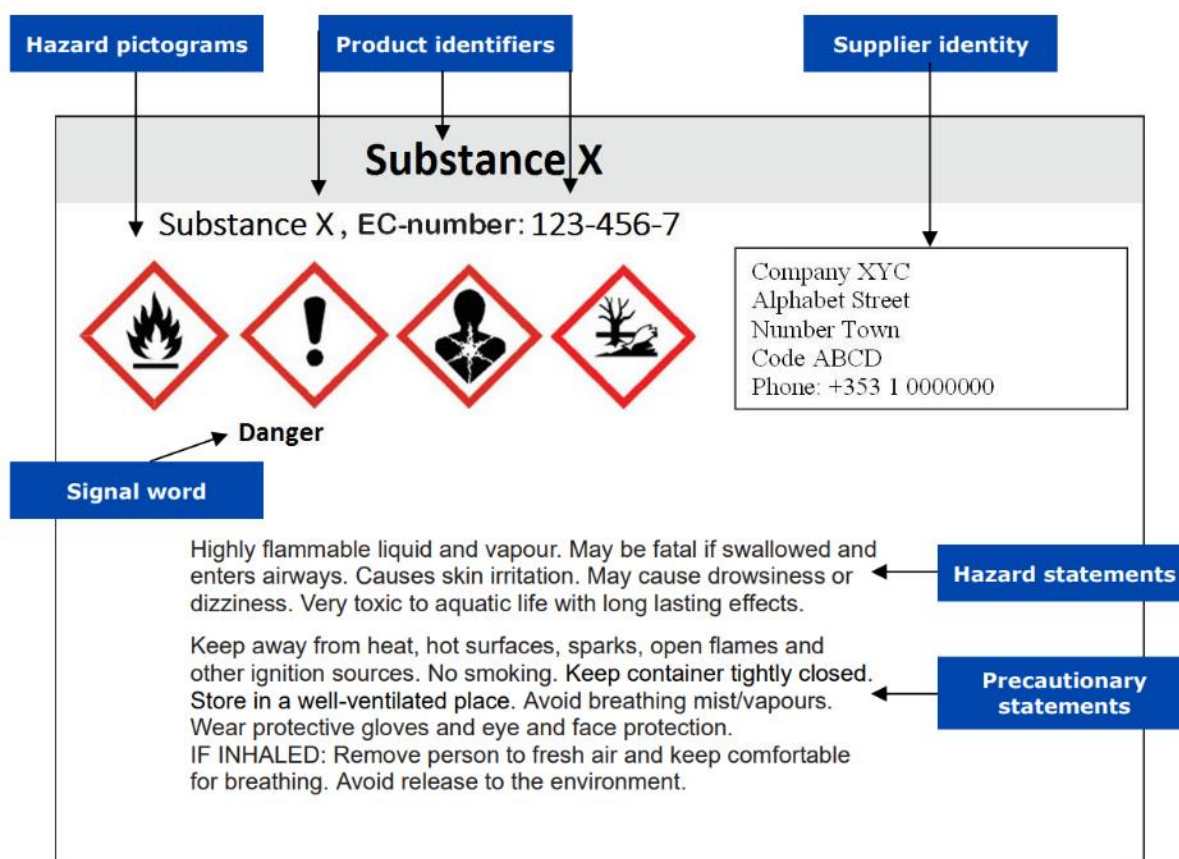 Hazard pictograms
Product identifiers
Supplier identity
Substance X
Substance X, EC-number: 123-456-7
Company XYC
Alphabet Street
Number Town
Code ABCD
Phone: +353 1 0000000
Danger
Signal word
Highly flammable liquid and vapour. May be fatal if swallowed and
enters airways. Causes skin irritation. May cause drowsiness or
dizziness. Very toxic to aquatic life with long lasting effects.
Hazard statements
Keep away from heat, hot surfaces, sparks, open flames and
other ignition sources. No smoking. Keep container tightly closed.
Store in a well-ventilated place. Avoid breathing mist/vapours.
Wear protective gloves and eye and face protection.
IF INHALED: Remove person to fresh air and keep comfortable
for breathing. Avoid release to the environment.
Precautionary
statements